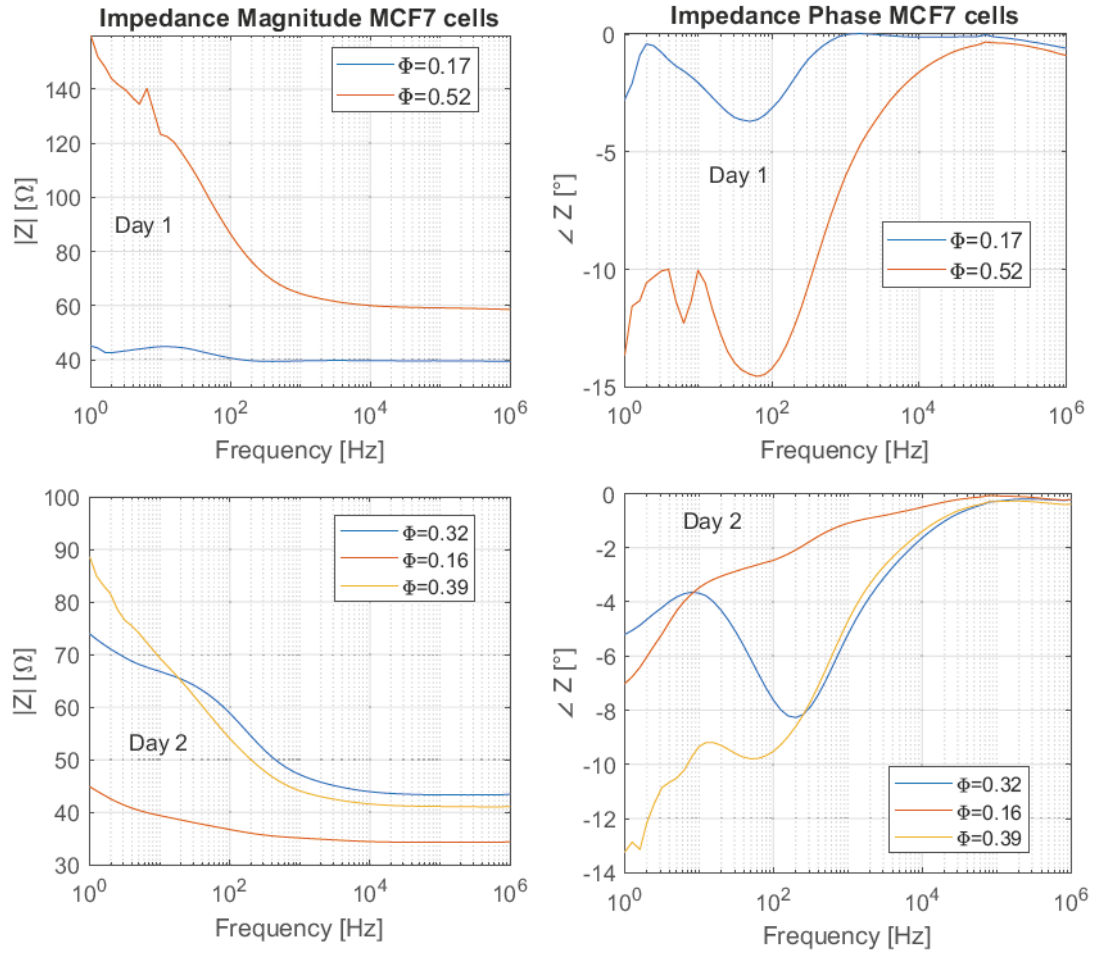 Impedance Magnitude MCF7 cells
|Z| [Ω]
140
120
100
80
60
40
Φ=0.17
Φ=0.52
Day 1
10^0
10^2
10^4
10^6
Frequency [Hz]
Impedance Phase MCF7 cells
∠ Z [°]
0
-5
-10
-15
Day 1
Φ=0.17
Φ=0.52
10^0
10^2
10^4
10^6
Frequency [Hz]
|Z| [Ω]
100
90
80
70
60
50
40
30
Φ=0.32
Φ=0.16
Φ=0.39
Day 2
10^0
10^2
10^4
10^6
Frequency [Hz]
∠ Z [°]
0
-2
-4
-6
-8
-10
-12
-14
Day 2
Φ=0.32
Φ=0.16
Φ=0.39
10^0
10^2
10^4
10^6
Frequency [Hz]